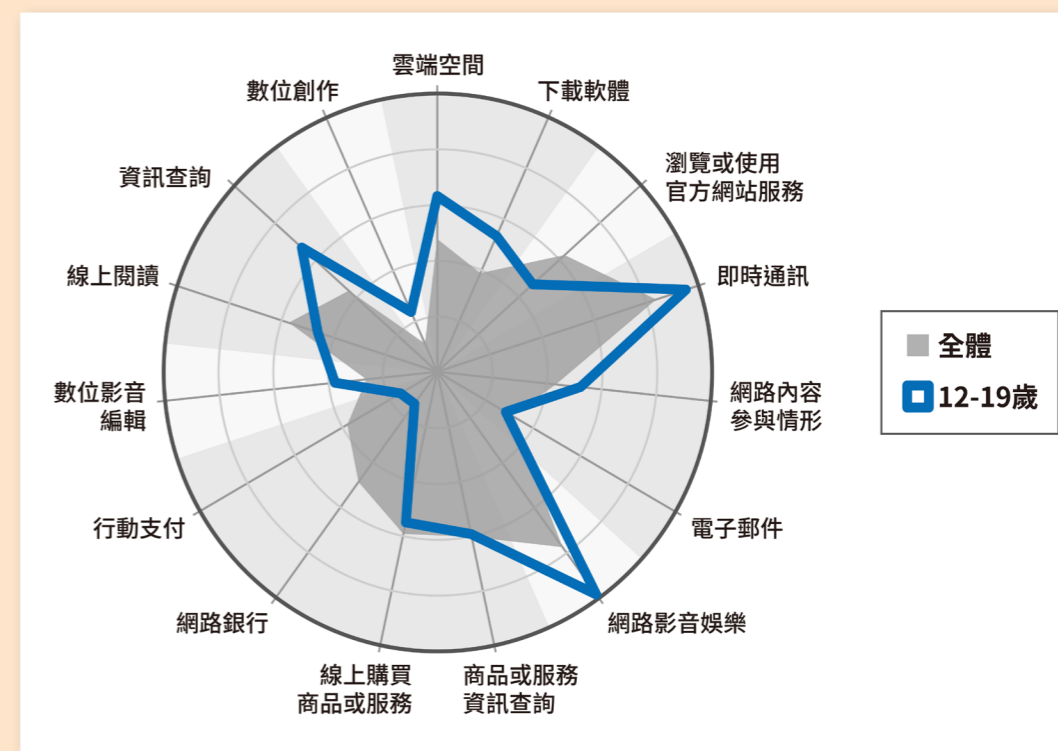 雲端空間
下載軟體
瀏覽或使用
官方網站服務
即時通訊
網路內容
參與情形
電子郵件
網路影音娛樂
商品或服務
資訊查詢
線上購買
商品或服務
網路銀行
行動支付
數位影音
編輯
線上閱讀
資訊查詢
數位創作
全體
12-19歲